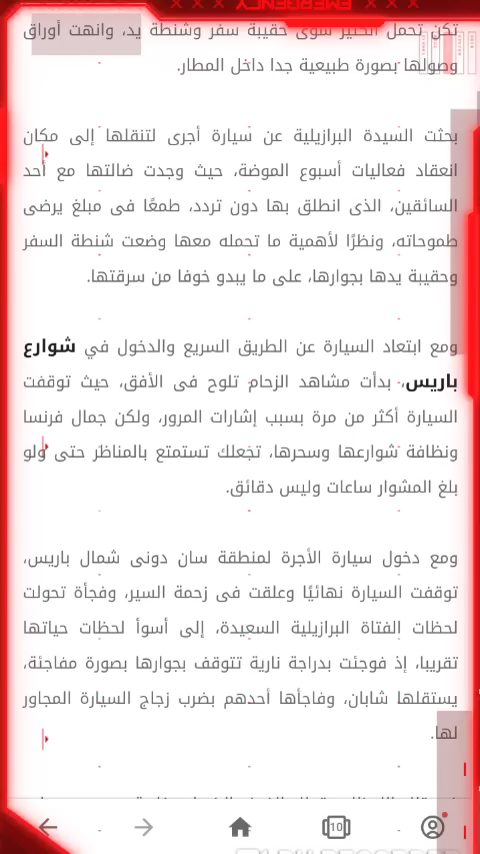 EMERGENCY
تكن تحمل الكثير سوى حقيبة سفر وشنطة يد، وانهت أوراق
وصولها بصورة طبيعية جدا داخل المطار.
بحثت السيدة البرازيلية عن سيارة أجرى لتنقلها إلى مكان
انعقاد فعاليات أسبوع الموضة، حيث وجدت ضالتها مع أحد
السائقين، الذى انطلق بها دون تردد، طمعًا فى مبلغ يرضى
طموحاته، ونظرًا لأهمية ما تحمله معها وضعت شنطة السفر
وحقيبة يدها بجوارها، على ما يبدو خوفا من سرقتها.
ومع ابتعاد السيارة عن الطريق السريع والدخول في شوارع
باريس، بدأت مشاهد الزحام تلوح فى الأفق، حيث توقفت
السيارة أكثر من مرة بسبب إشارات المرور، ولكن جمال فرنسا
ونظافة شوارعها وسحرها، تجعلك تستمتع بالمناظر حتى ولو
بلغ المشوار ساعات وليس دقائق.
ومع دخول سيارة الأجرة لمنطقة سان دونى شمال باريس،
توقفت السيارة نهائيًا وعلقت فى زحمة السير، وفجأة تحولت
لحظات الفتاة البرازيلية السعيدة، إلى أسوأ لحظات حياتها
تقريبا، إذ فوجئت بدراجة نارية تتوقف بجوارها بصورة مفاجئة،
يستقلها شابان، وفاجأها أحدهم بضرب زجاج السيارة المجاور
لها.
10